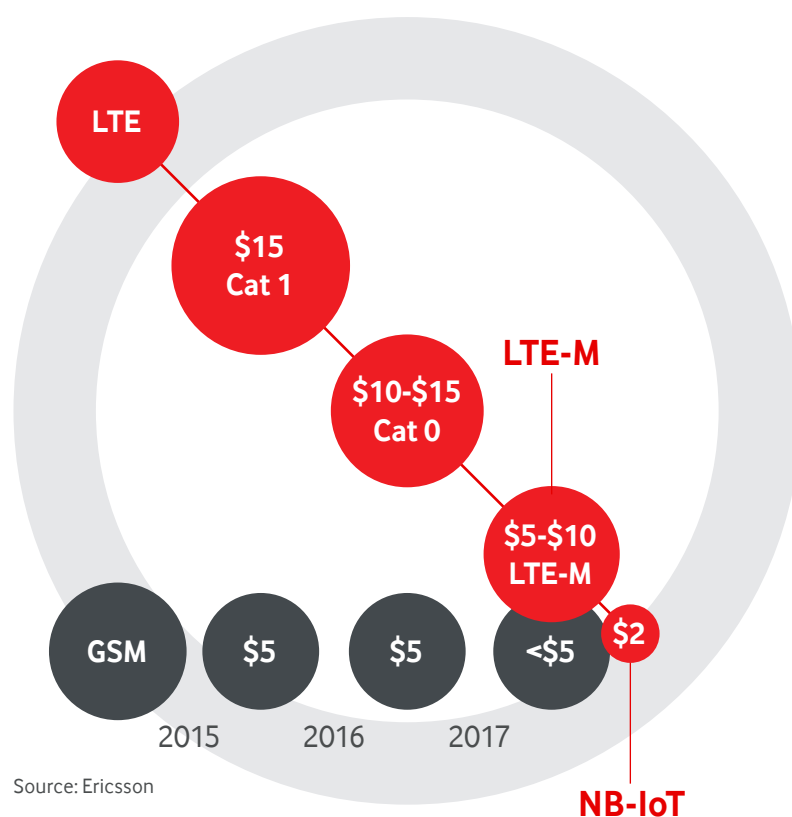 LTE
$15
Cat 1
$10-$15
Cat 0
LTE-M
$5-$10
LTE-M
GSM
$5
$5
<$5
$2
2015
2016
2017
Source: Ericsson
NB-IoT